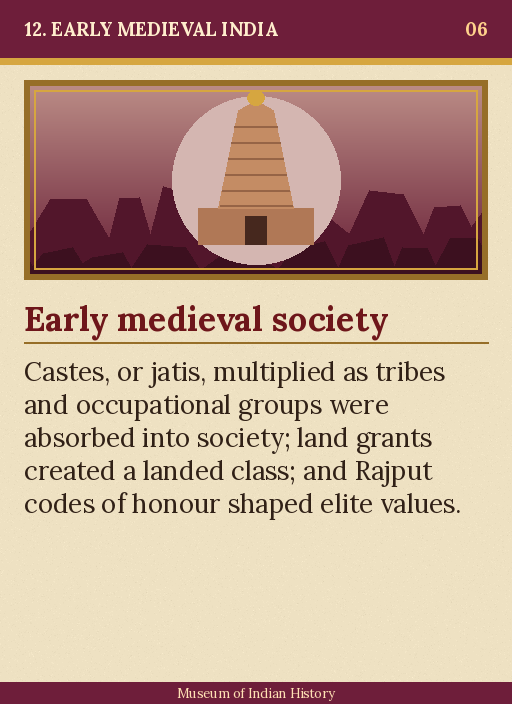 12. EARLY MEDIEVAL INDIA
06
Early medieval society
Castes, or jatis, multiplied as tribes
and occupational groups were
absorbed into society; land grants
created a landed class; and Rajput
codes of honour shaped elite values.
Museum of Indian History